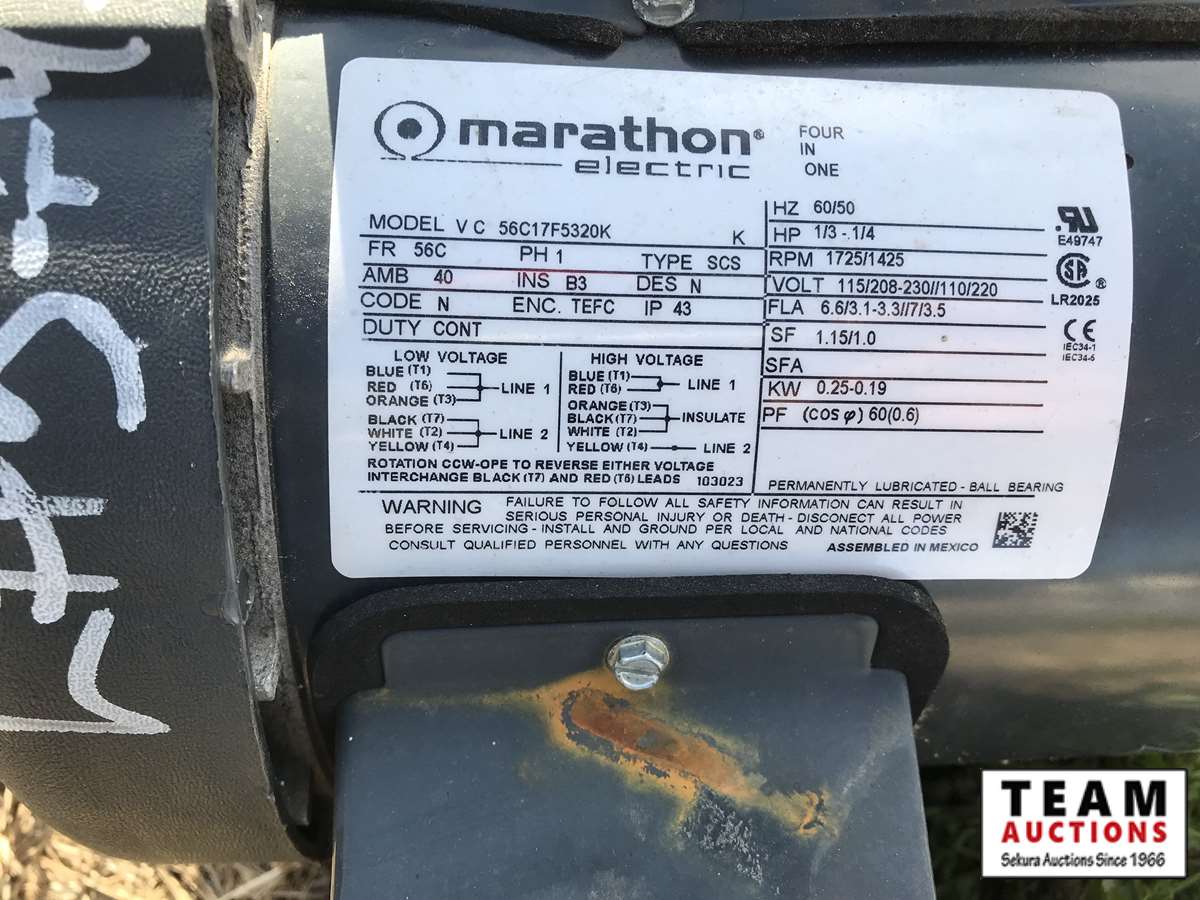 marathon®
electric
FOUR
IN
ONE
MODEL V C 56C17F5320K K
FR 56C PH 1 TYPE SCS
AMB 40 INS B3 DES N
CODE N ENC. TEFC IP 43
DUTY CONT
HZ 60/50
HP 1/3 - .1/4
RPM 1725/1425
VOLT 115/208-230//110/220
FLA 6.6/3.1-3.3//7/3.5
SF 1.15/1.0
SFA
KW 0.25-0.19
PF (COS φ) 60(0.6)
E49747
SA ®
LR2025
CE
IEC34-1
IEC34-5
LOW VOLTAGE
BLUE (T1)
RED (T6)
ORANGE (T3)
LINE 1
BLACK (T7)
WHITE (T2)
YELLOW (T4)
LINE 2
HIGH VOLTAGE
BLUE (T1)
RED (T6)
LINE 1
ORANGE (T3)
BLACK (T7)
WHITE (T2)
INSULATE
YELLOW (T4) LINE 2
ROTATION CCW-OPE TO REVERSE EITHER VOLTAGE
INTERCHANGE BLACK (T7) AND RED (T6) LEADS 103023
PERMANENTLY LUBRICATED - BALL BEARING
WARNING FAILURE TO FOLLOW ALL SAFETY INFORMATION CAN RESULT IN
SERIOUS PERSONAL INJURY OR DEATH - DISCONECT ALL POWER
BEFORE SERVICING - INSTALL AND GROUND PER LOCAL AND NATIONAL CODES
CONSULT QUALIFIED PERSONNEL WITH ANY QUESTIONS ASSEMBLED IN MEXICO
TEAM
AUCTIONS
Sekura Auctions Since 1966